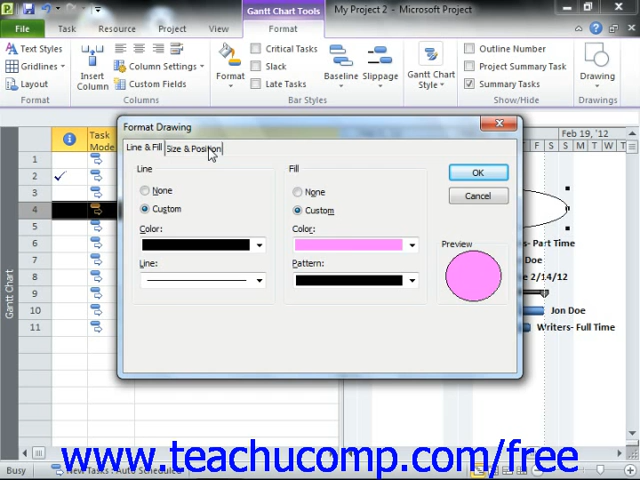 Gantt Chart Tools
My Project 2 - Microsoft Project
File Task Resource Project View Format
Text Styles
Gridlines
Layout
Format
Insert Column
Column Settings
Custom Fields
Columns
Format
Critical Tasks
Slack
Late Tasks
Baseline Slippage
Bar Styles
Gantt Chart Style
Outline Number
Project Summary Task
Summary Tasks
Show/Hide
Drawing
Drawings
Format Drawing
Line & Fill Size & Position
Line
None
Custom
Color:
Line:
Fill
None
Custom
Color:
Pattern:
OK
Cancel
Preview
Task Mode
Feb 19, '12
F S S M T W
1
2
3
4
5
6
7
8
9
10
11
Gantt Chart
- Part Time
Doe
2/14/12
Jon Doe
Writers- Full Time
www.teachucomp.com/free
Busy New Tasks : Auto Scheduled